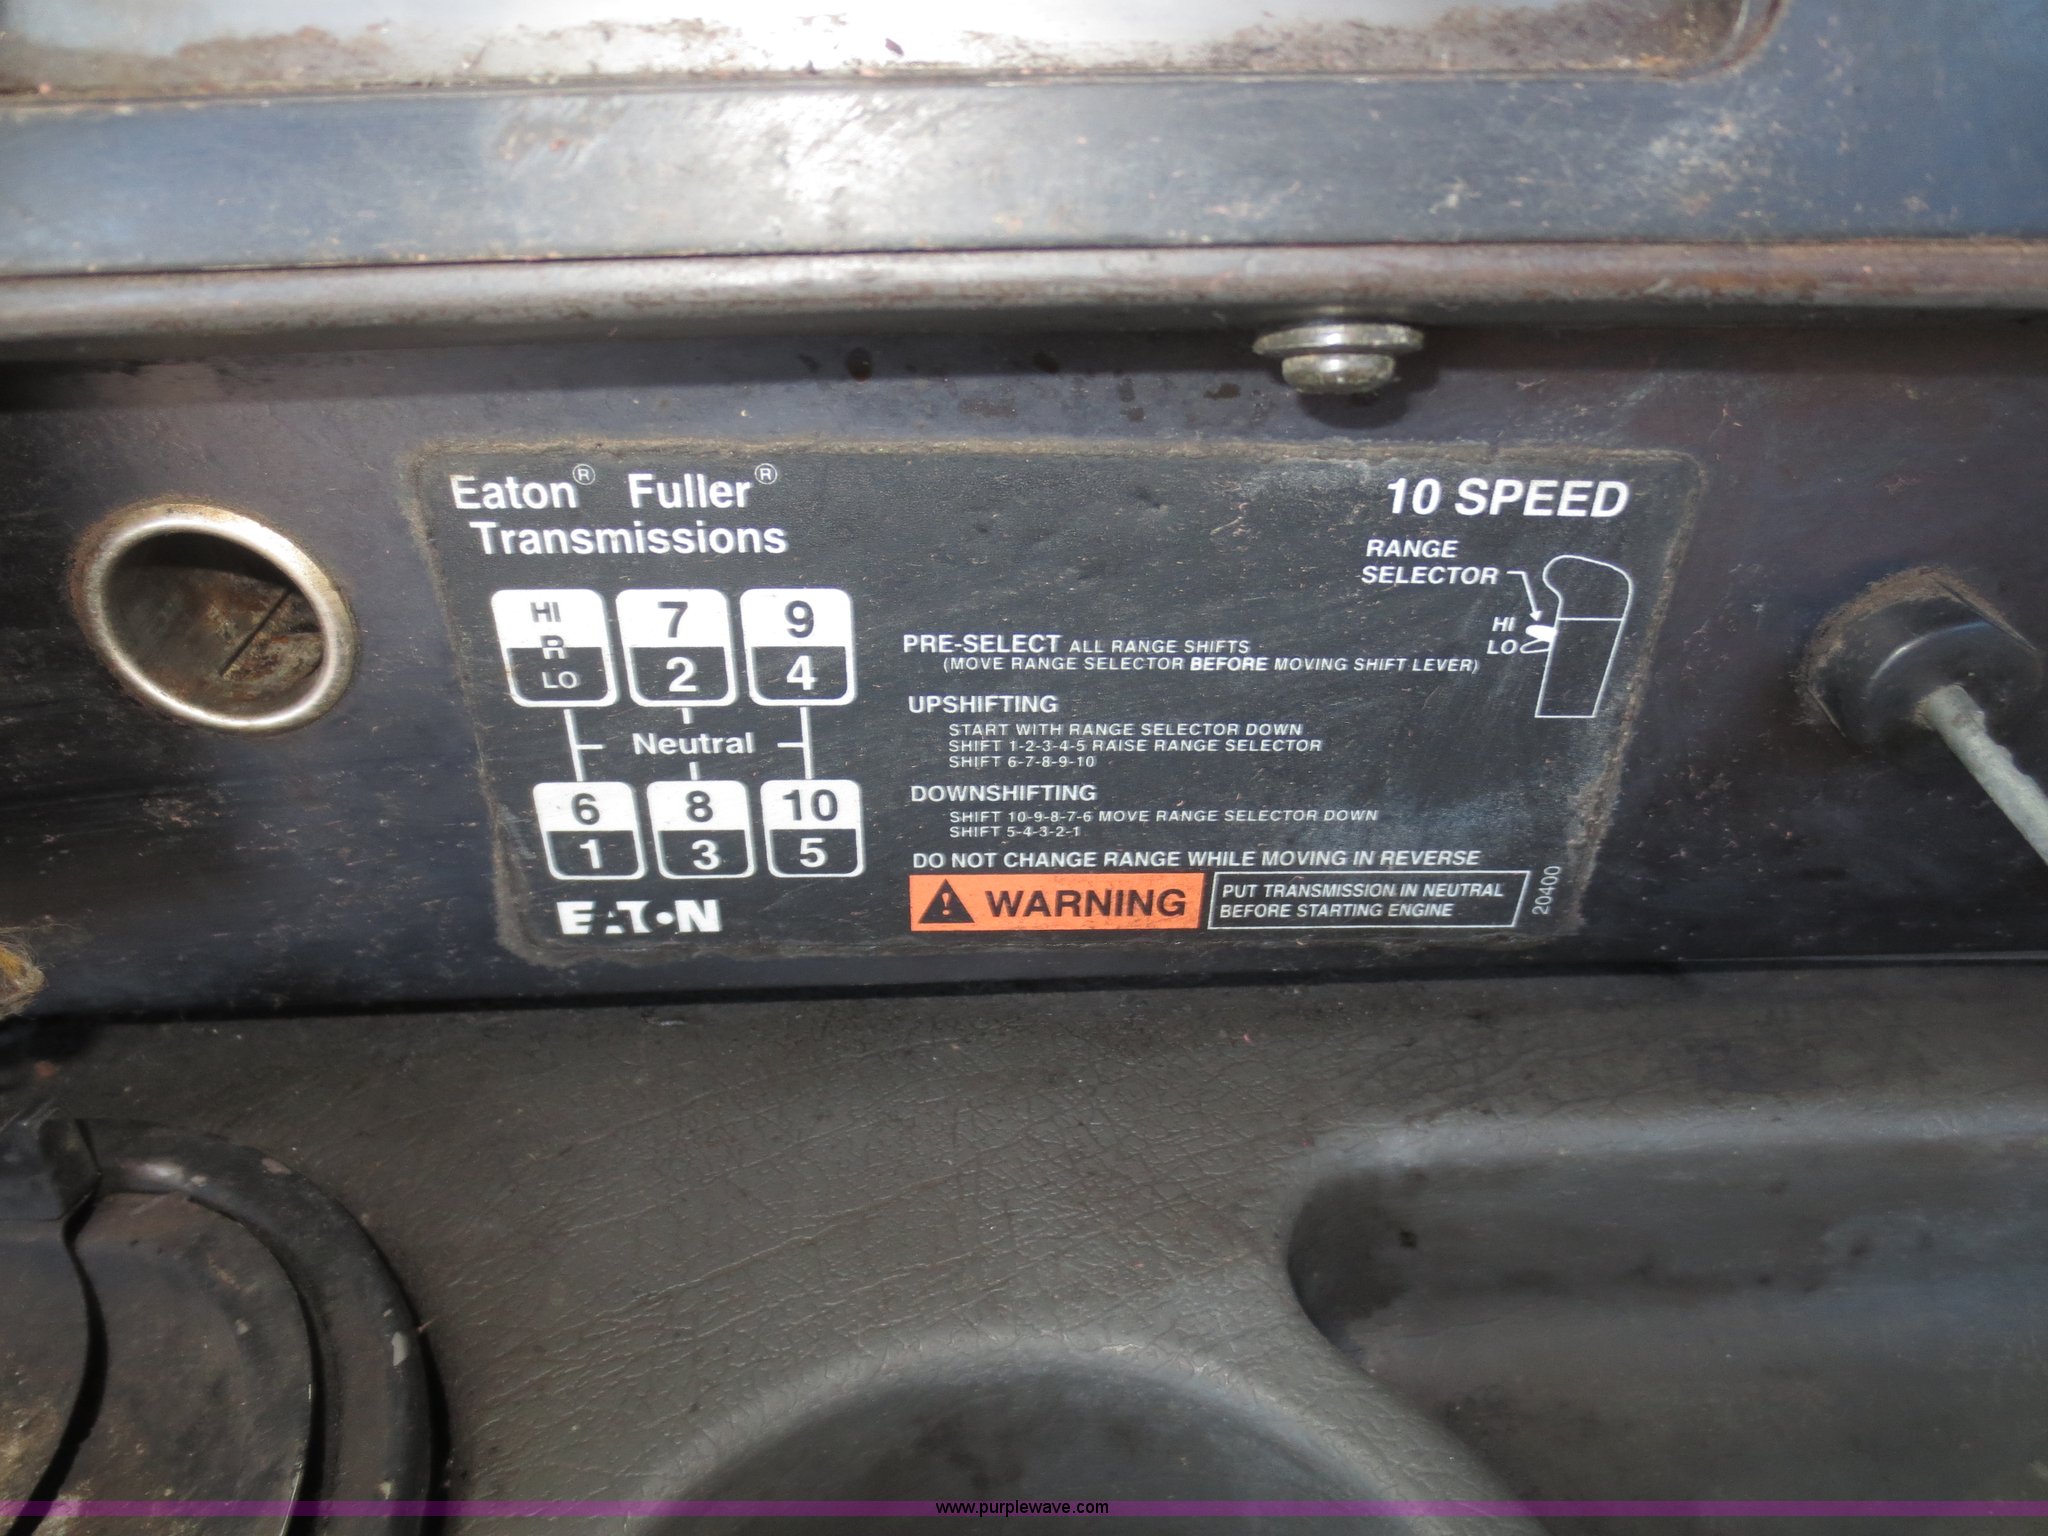 Eaton® Fuller®
Transmissions
10 SPEED
RANGE
SELECTOR
HI
LO
HI
R
LO
7
2
9
4
Neutral
6
1
8
3
10
5
EATON
PRE-SELECT ALL RANGE SHIFTS
(MOVE RANGE SELECTOR BEFORE MOVING SHIFT LEVER)
UPSHIFTING
START WITH RANGE SELECTOR DOWN
SHIFT 1-2-3-4-5 RAISE RANGE SELECTOR
SHIFT 6-7-8-9-10
DOWNSHIFTING
SHIFT 10-9-8-7-6 MOVE RANGE SELECTOR DOWN
SHIFT 5-4-3-2-1
DO NOT CHANGE RANGE WHILE MOVING IN REVERSE
WARNING
PUT TRANSMISSION IN NEUTRAL
BEFORE STARTING ENGINE
20400
www.purplewave.com